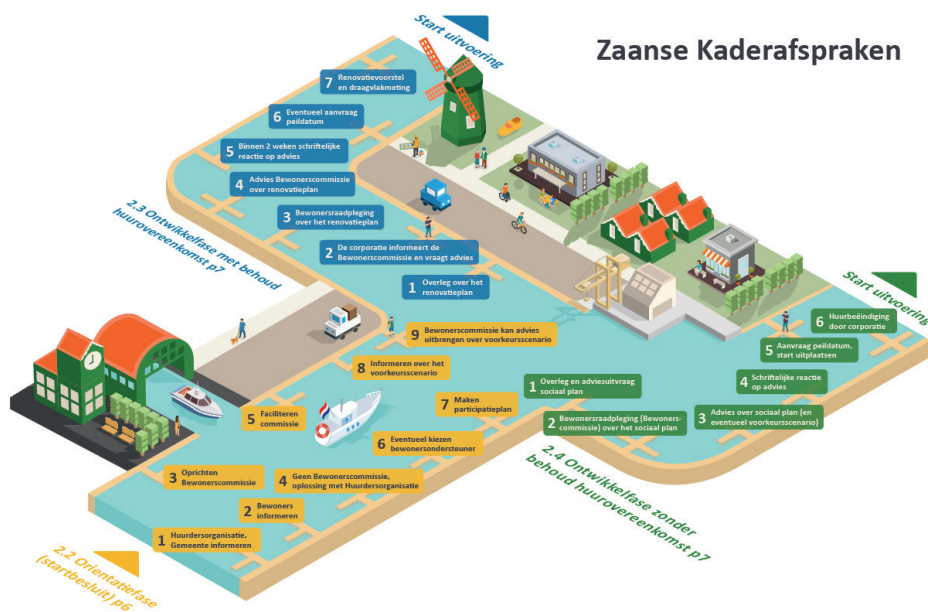 Zaanse Kaderafspraken
Start uitvoering
7 Renovatievoorstel
en draagvlakmeting
6 Eventueel aanvraag
peildatum
5 Binnen 2 weken schriftelijke
reactie op advies
4 Advies Bewonerscommissie
over renovatieplan
3 Bewonersraadpleging
over het renovatieplan
2 De corporatie informeert de
Bewonerscommissie en vraagt advies
1 Overleg over het
renovatieplan
2.3 Ontwikkelfase met behoud
huurovereenkomst p7
9 Bewonerscommissie kan advies
uitbrengen over voorkeursscenario
8 Informeren over het
voorkeursscenario
7 Maken
participatieplan
6 Eventueel kiezen
bewonersondersteuner
5 Faciliteren
commissie
4 Geen Bewonerscommissie,
oplossing met Huurdersorganisatie
3 Oprichten
Bewonerscommissie
2 Bewoners
informeren
1 Huurdersorganisatie,
Gemeente informeren
2.2 Orientatiefase
(startbesluit) p6
Start uitvoering
6 Huurbeëindiging
door corporatie
5 Aanvraag peildatum,
start uitplaatsen
4 Schriftelijke reactie
op advies
3 Advies over sociaal plan (en
eventueel voorkeursscenario)
1 Overleg en adviesuitvraag
sociaal plan
2 Bewonersraadpleging (Bewoners-
commissie) over het sociaal plan
2.4 Ontwikkelfase zonder
behoud huurovereenkomst p7